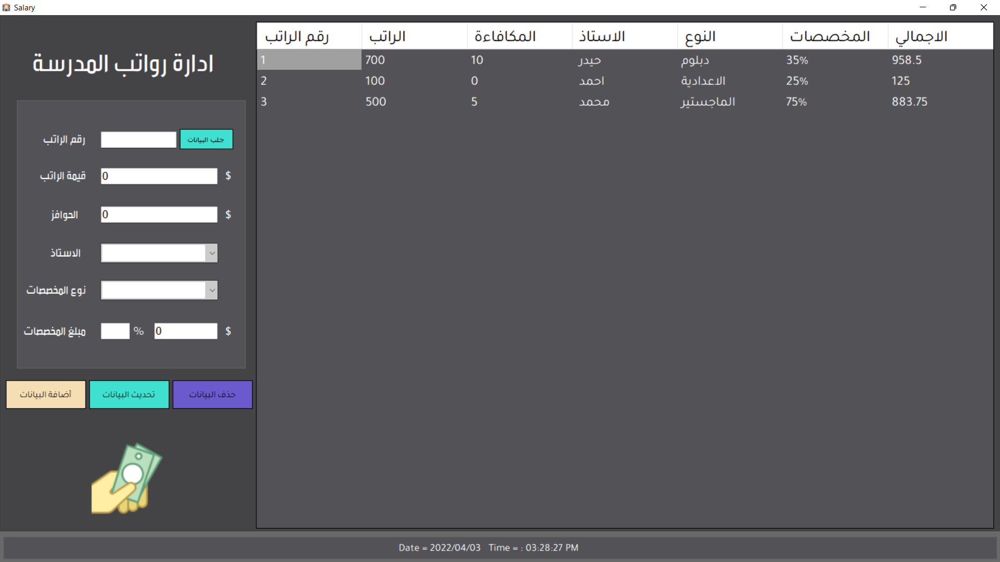 Salary
ادارة رواتب المدرسة
رقم الراتب جلب البيانات
قيمة الراتب 0 $
الحوافز 0 $
الاستاذ
نوع المخصصات
مبلغ المخصصات % 0 $
أضافة البيانات تحديث البيانات حذف البيانات
رقم الراتب الراتب المكافاءة الاستاذ النوع المخصصات الاجمالي
1 700 10 حيدر دبلوم 35% 958.5
2 100 0 احمد الاعدادية 25% 125
3 500 5 محمد الماجستير 75% 883.75
Date = 2022/04/03 Time = : 03:28:27 PM